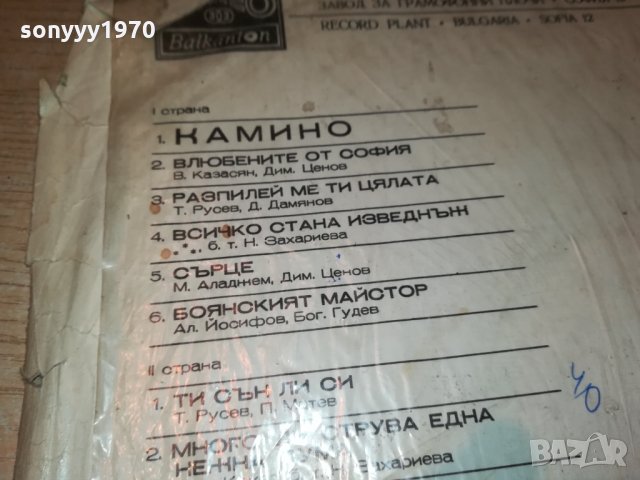 sonyyy1970
303
Balkanton
ЗАВОД ЗА ГРАМОФОННИ ПЛОЧИ
RECORD PLANT • BULGARIA • SOFIA 12
I страна
1. КАМИНО
2. ВЛЮБЕНИТЕ ОТ СОФИЯ
В. Казасян, Дим. Ценов
3. РАЗПИЛЕЙ МЕ ТИ ЦЯЛАТА
Т. Русев, Д. Дамянов
4. ВСИЧКО СТАНА ИЗВЕДНЪЖ
.*., б. т. Н. Захариева
5. СЪРЦЕ
М. Аладжем, Дим. Ценов
6. БОЯНСКИЯТ МАЙСТОР
Ал. Йосифов, Бог. Гудев
II страна
1. ТИ СЪН ЛИ СИ
Т. Русев, П. Матев
40
2. МНОГО СТРУВА ЕДНА
НЕЖНА
Захариева
BAZAR.bg